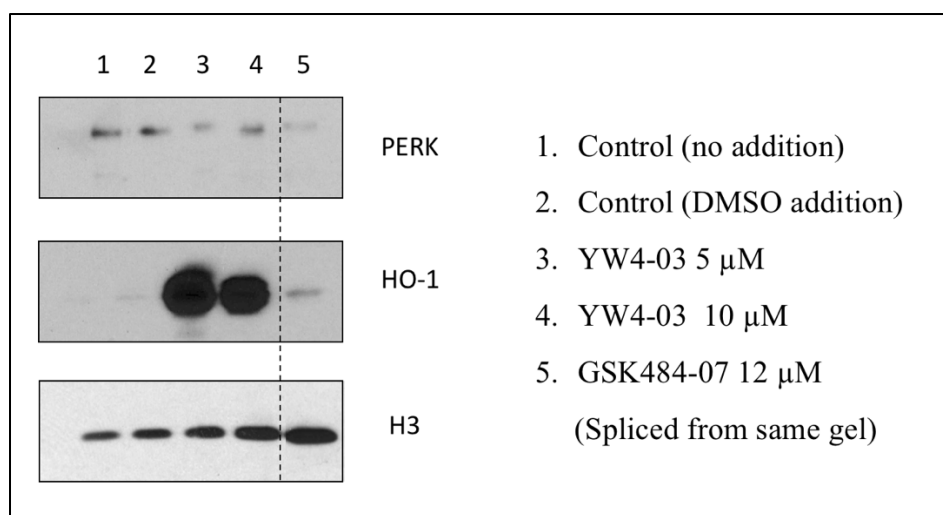 1 2 3 4 5
PERK
HO-1
H3
1. Control (no addition)
2. Control (DMSO addition)
3. YW4-03 5 µM
4. YW4-03 10 µM
5. GSK484-07 12 µM
(Spliced from same gel)